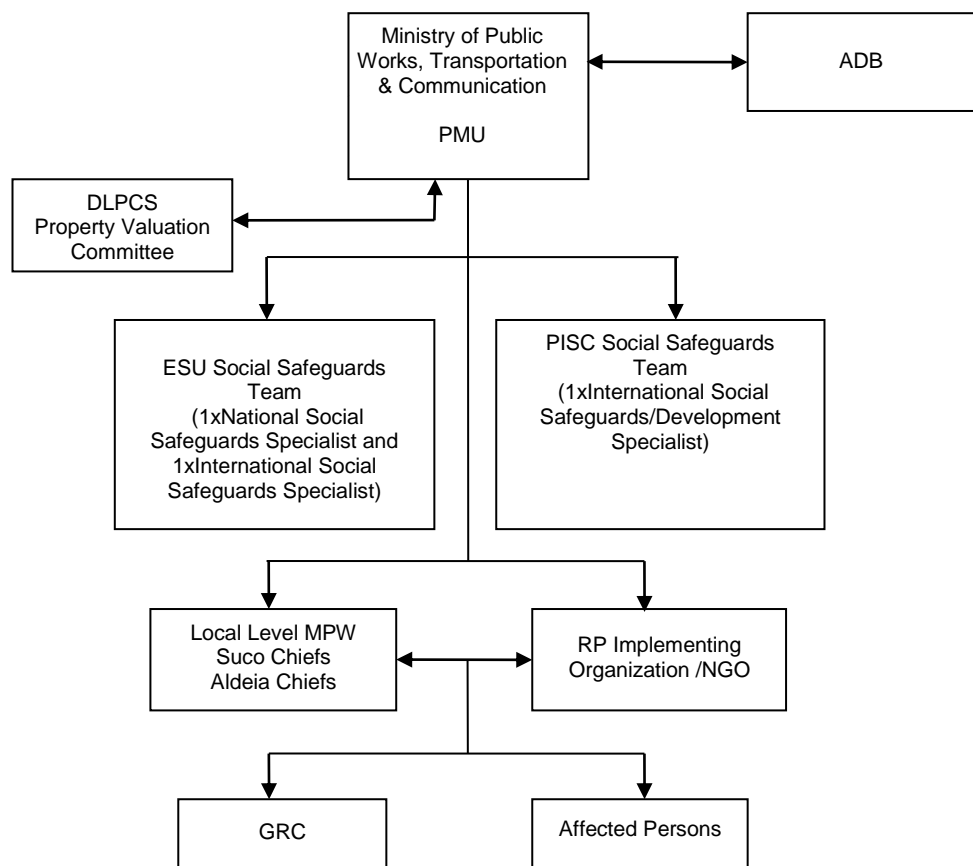 Ministry of Public
Works, Transportation
& Communication
PMU
ADB
DLPCS
Property Valuation
Committee
ESU Social Safeguards
Team
(1xNational Social
Safeguards Specialist and
1xInternational Social
Safeguards Specialist)
PISC Social Safeguards
Team
(1xInternational Social
Safeguards/Development
Specialist)
Local Level MPW
Suco Chiefs
Aldeia Chiefs
RP Implementing
Organization /NGO
GRC
Affected Persons